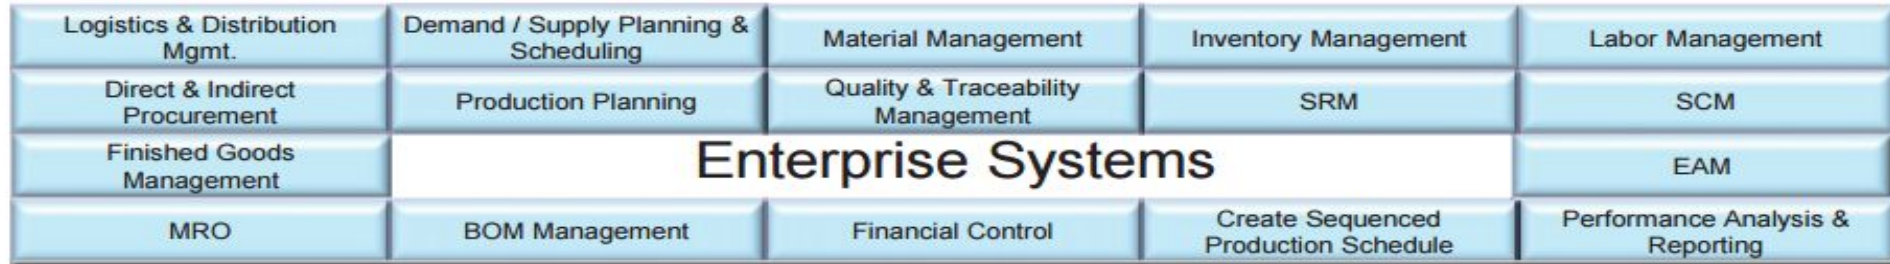 Logistics & Distribution
Mgmt.
Demand / Supply Planning &
Scheduling
Material Management
Inventory Management
Labor Management
Direct & Indirect
Procurement
Production Planning
Quality & Traceability
Management
SRM
SCM
Finished Goods
Management
Enterprise Systems
EAM
MRO
BOM Management
Financial Control
Create Sequenced
Production Schedule
Performance Analysis &
Reporting